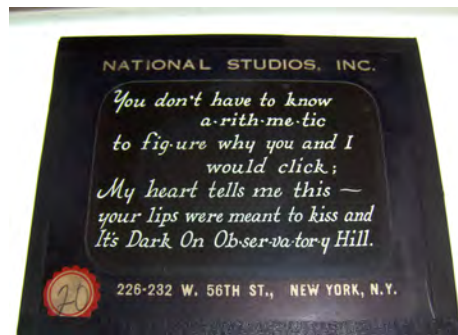 NATIONAL STUDIOS, INC.
You don't have to know
a-rith-me-tic
to fig-ure why you and I
would click;
My heart tells me this —
your lips were meant to kiss and
It's Dark On Ob-ser-va-tor-y Hill.
20
226-232 W. 56TH ST., NEW YORK, N.Y.